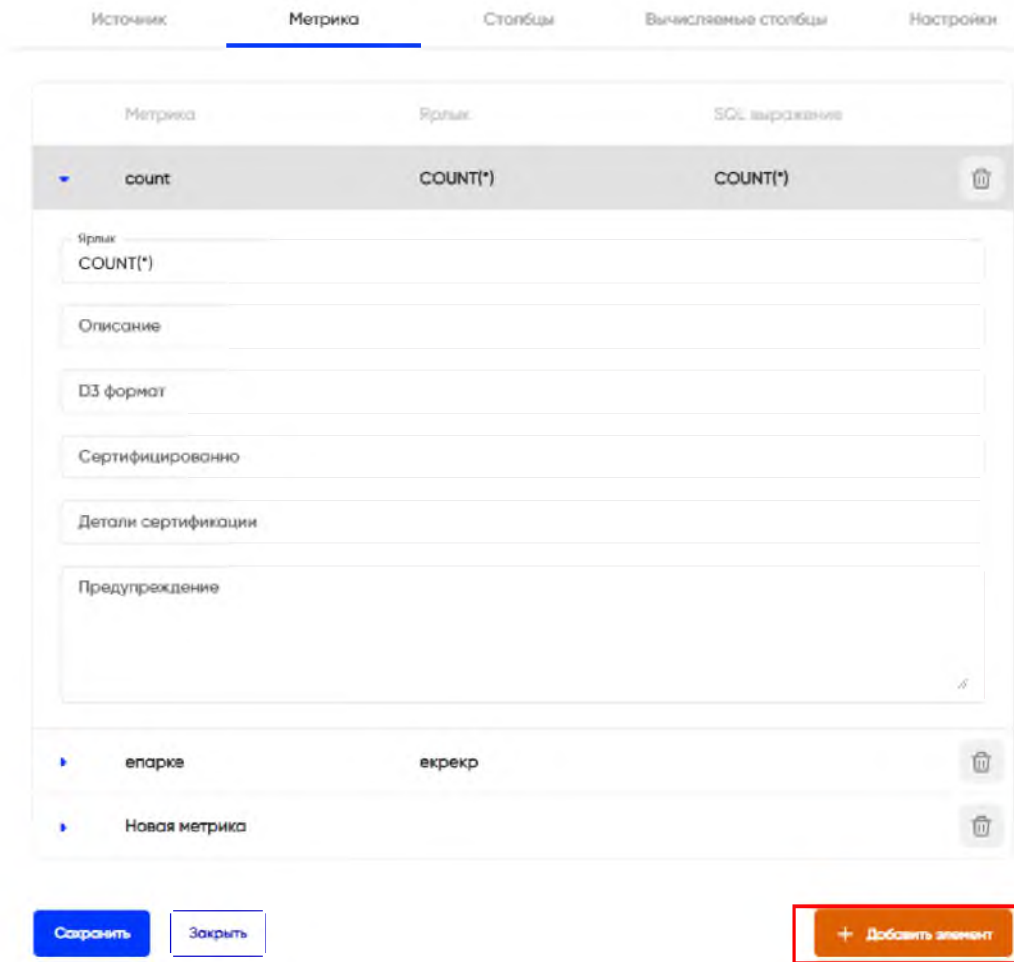 Источник Метрика Столбцы Вычисляемые столбцы Настройки
Метрика Ярлык SQL выражение
count COUNT(*) COUNT(*)
Ярлык
COUNT(*)
Описание
D3 формат
Сертифицированно
Детали сертификации
Предупреждение
епарке екрекр
Новая метрика
Сохранить Закрыть + Добавить элемент